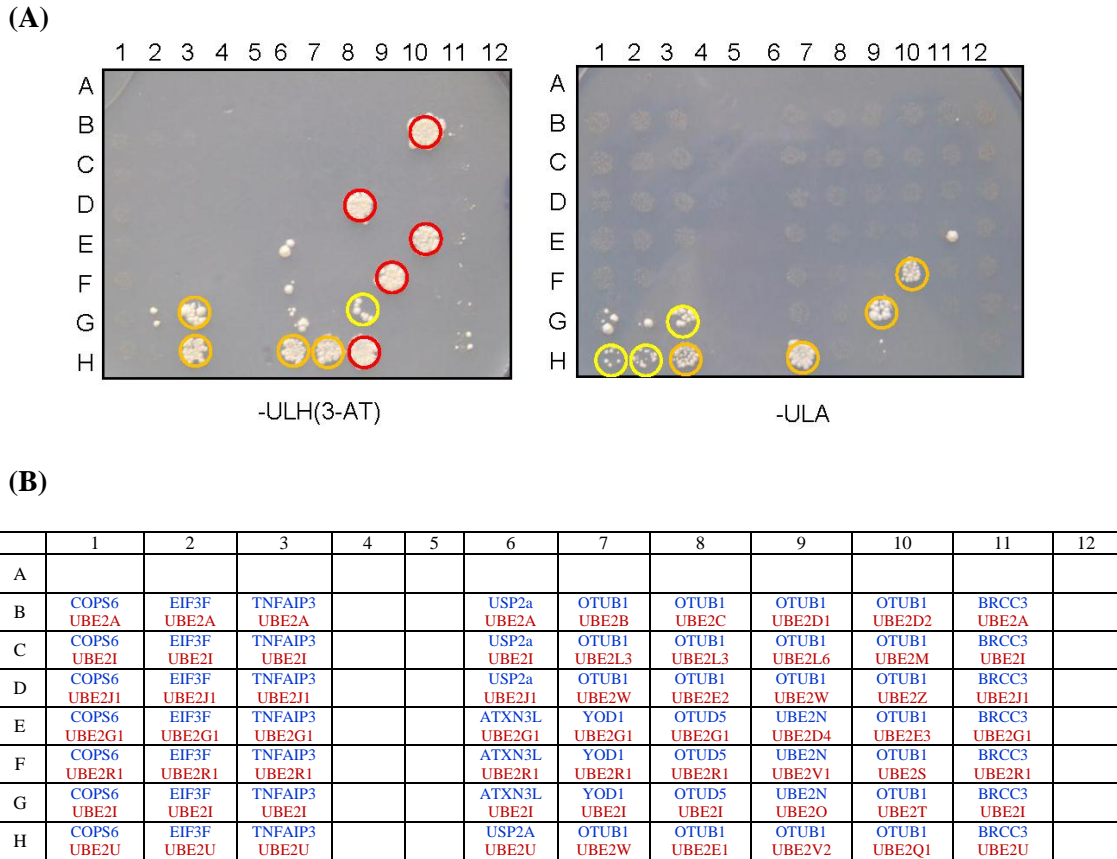 (A)
1 2 3 4 5 6 7 8 9 10 11 12
A
B
C
D
E
F
G
H
-ULH(3-AT)
1 2 3 4 5 6 7 8 9 10 11 12
A
B
C
D
E
F
G
H
-ULA
(B)
1 2 3 4 5 6 7 8 9 10 11 12
A
B
COPS6 EIF3F TNFAIP3 USP2a OTUB1 OTUB1 OTUB1 OTUB1 BRCC3
UBE2A UBE2A UBE2A UBE2A UBE2B UBE2C UBE2D1 UBE2D2 UBE2A
C
COPS6 EIF3F TNFAIP3 USP2a OTUB1 OTUB1 OTUB1 OTUB1 BRCC3
UBE2I UBE2I UBE2I UBE2I UBE2L3 UBE2L3 UBE2L6 UBE2M UBE2I
D
COPS6 EIF3F TNFAIP3 USP2a OTUB1 OTUB1 OTUB1 OTUB1 BRCC3
UBE2J1 UBE2J1 UBE2J1 UBE2J1 UBE2W UBE2E2 UBE2W UBE2Z UBE2J1
E
COPS6 EIF3F TNFAIP3 ATXN3L YOD1 OTUD5 UBE2N OTUB1 BRCC3
UBE2G1 UBE2G1 UBE2G1 UBE2G1 UBE2G1 UBE2G1 UBE2D4 UBE2E3 UBE2G1
F
COPS6 EIF3F TNFAIP3 ATXN3L YOD1 OTUD5 UBE2N OTUB1 BRCC3
UBE2R1 UBE2R1 UBE2R1 UBE2R1 UBE2R1 UBE2R1 UBE2V1 UBE2S UBE2R1
G
COPS6 EIF3F TNFAIP3 ATXN3L YOD1 OTUD5 UBE2N OTUB1 BRCC3
UBE2I UBE2I UBE2I UBE2I UBE2I UBE2I UBE2O UBE2T UBE2I
H
COPS6 EIF3F TNFAIP3 USP2A OTUB1 OTUB1 OTUB1 OTUB1 BRCC3
UBE2U UBE2U UBE2U UBE2U UBE2W UBE2E1 UBE2V2 UBE2Q1 UBE2U